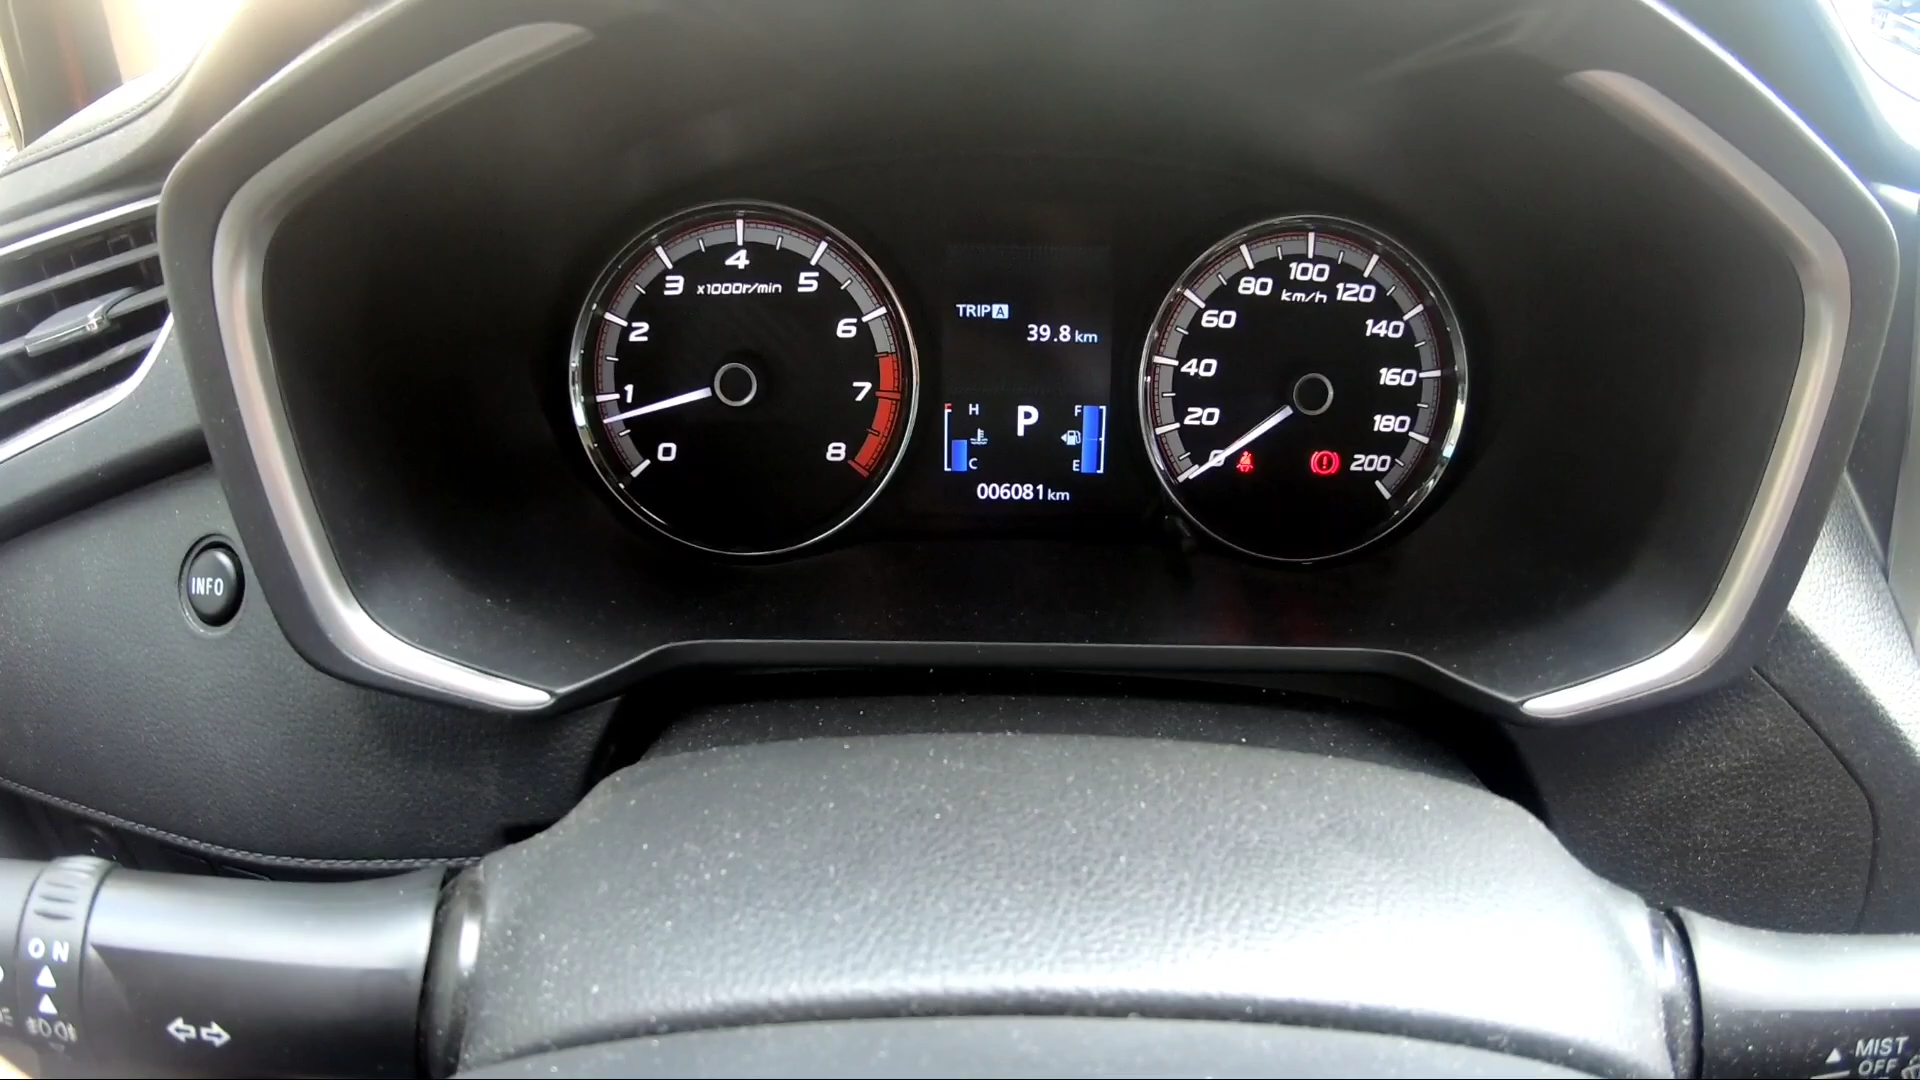 4
3 x1000r/min 5
2 6
1 7
0 8
TRIP A
39.8 km
H P F
C E
006081 km
100
80 km/h 120
60 140
40 160
20 180
0 200
INFO
ON
MIST
OFF